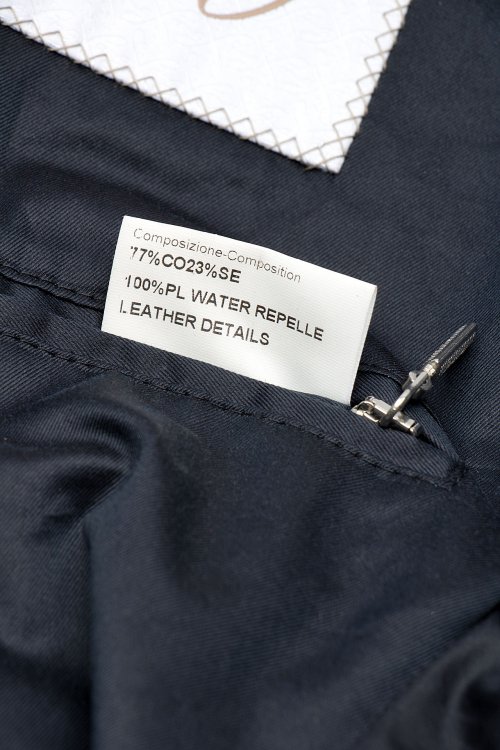 Composizione-Composition
77%CO23%SE
100%PL WATER REPELLE
LEATHER DETAILS